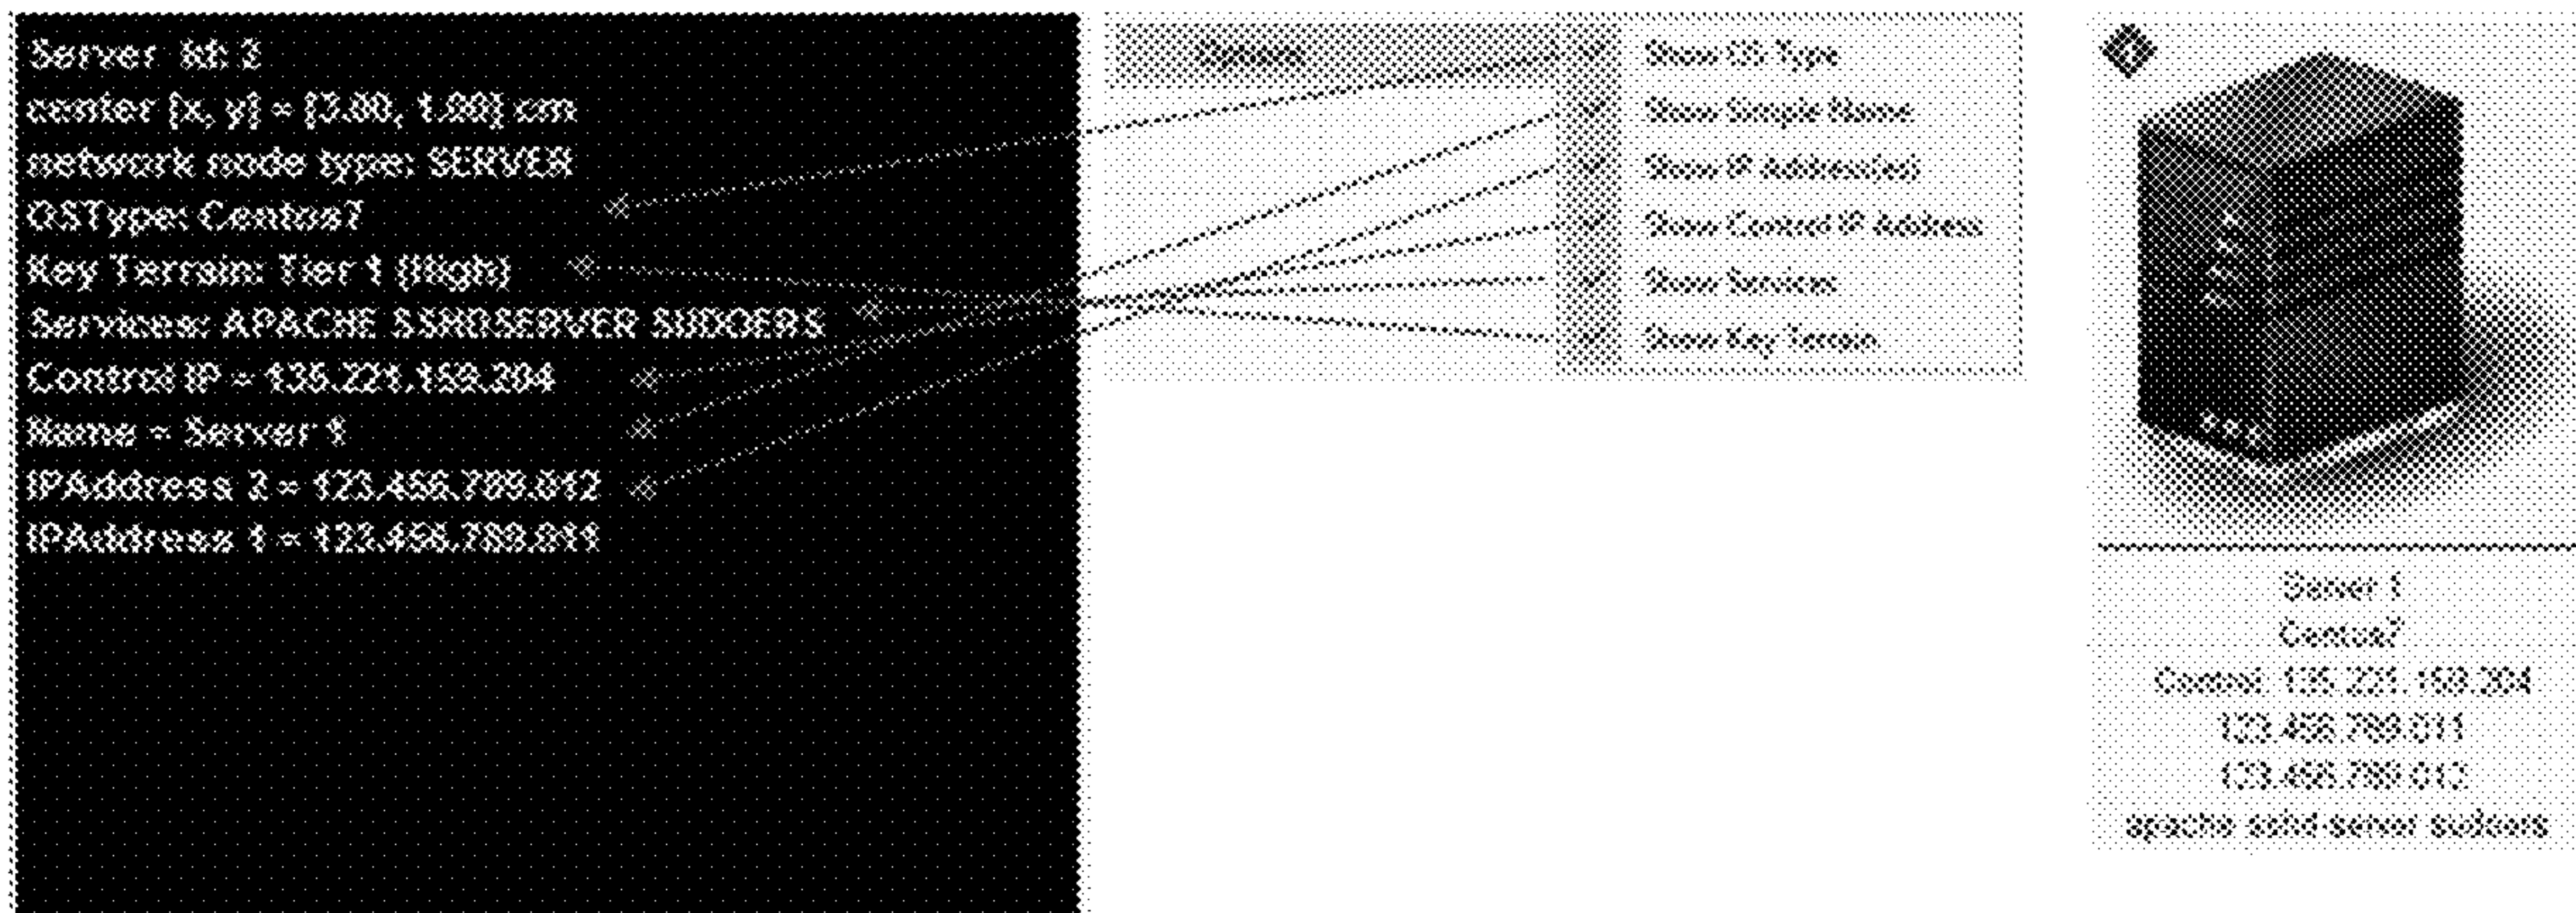 Server id: 2
center [x, y] = [3.00, 1.00] cm
network node type: SERVER
OSType: Centos7
Key Terrain: Tier 1 (High)
Services: APACHE SSHDSERVER SUDOERS
Control IP = 135.221.159.204
Name = Server 1
IPAddress 2 = 123.456.789.012
IPAddress 1 = 123.456.789.011
Show OS Type
Show Simple Name
Show IP Address(es)
Show Control IP Address
Show Services
Show Key Terrain
Server 1
Centos7
Control: 135.221.159.204
123.456.789.011
123.456.789.012
apache sshd server sudoers